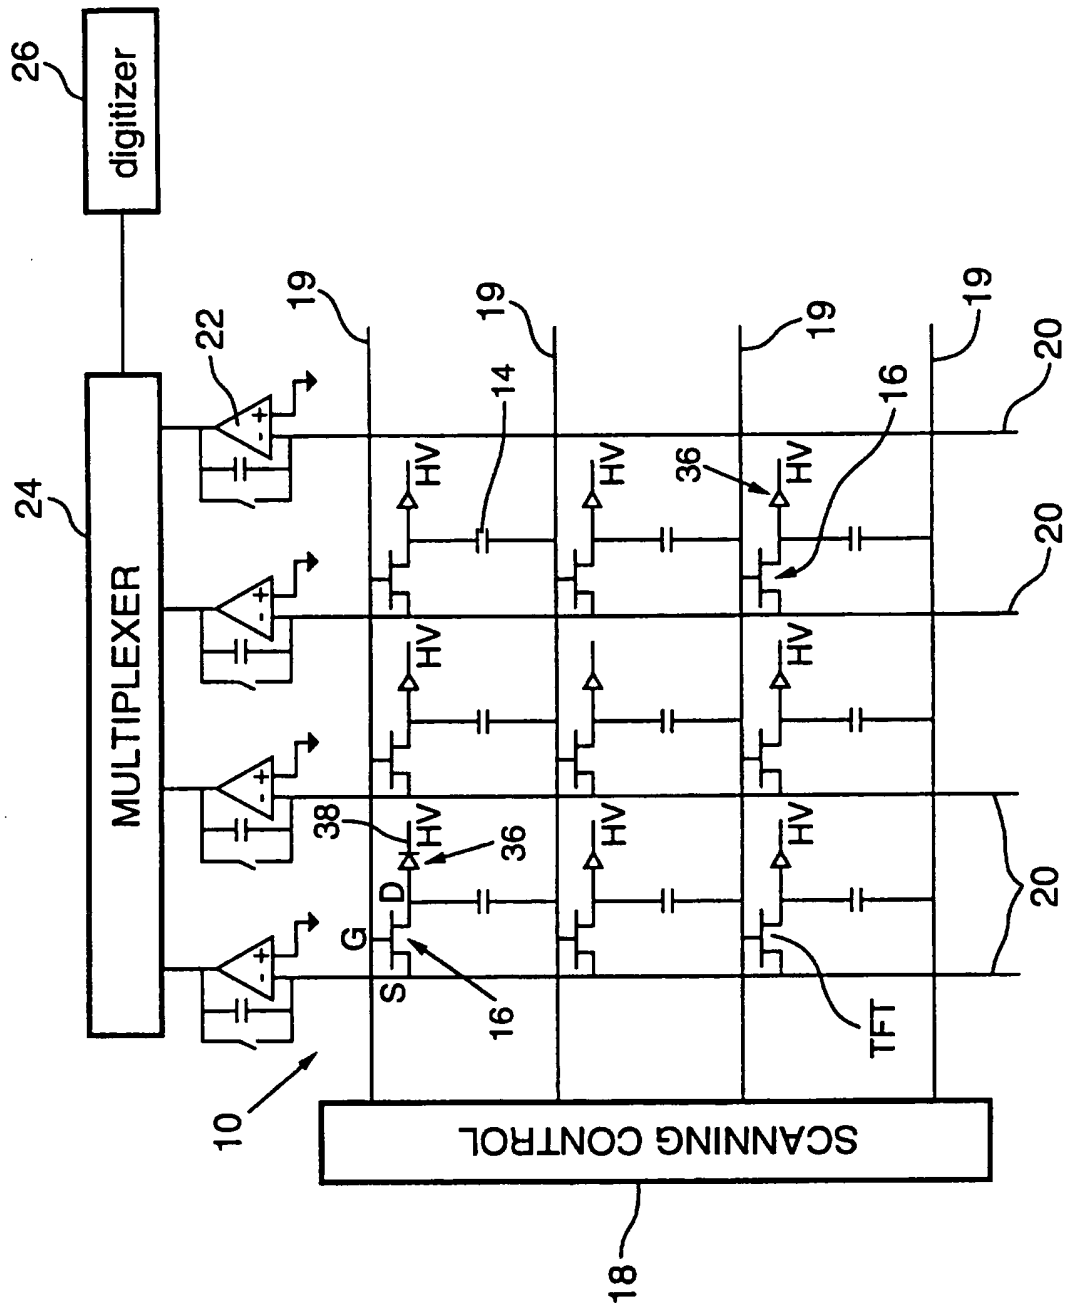 24
26
MULTIPLEXER
digitizer
22
- +
- +
- +
- +
10
19
38
G
S
D
HV
HV
HV
16
36
14
19
HV
HV
SCANNING CONTROL
18
36
HV
HV
HV
19
TFT
16
19
20
20
20